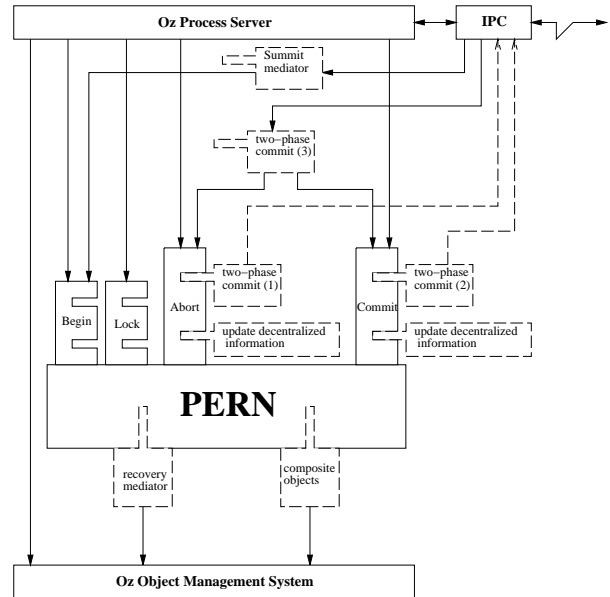 Oz Process Server
IPC
Summit
mediator
two-phase
commit (3)
two-phase
commit (1)
two-phase
commit (2)
Begin
Lock
Abort
Commit
update decentralized
information
update decentralized
information
PERN
recovery
mediator
composite
objects
Oz Object Management System